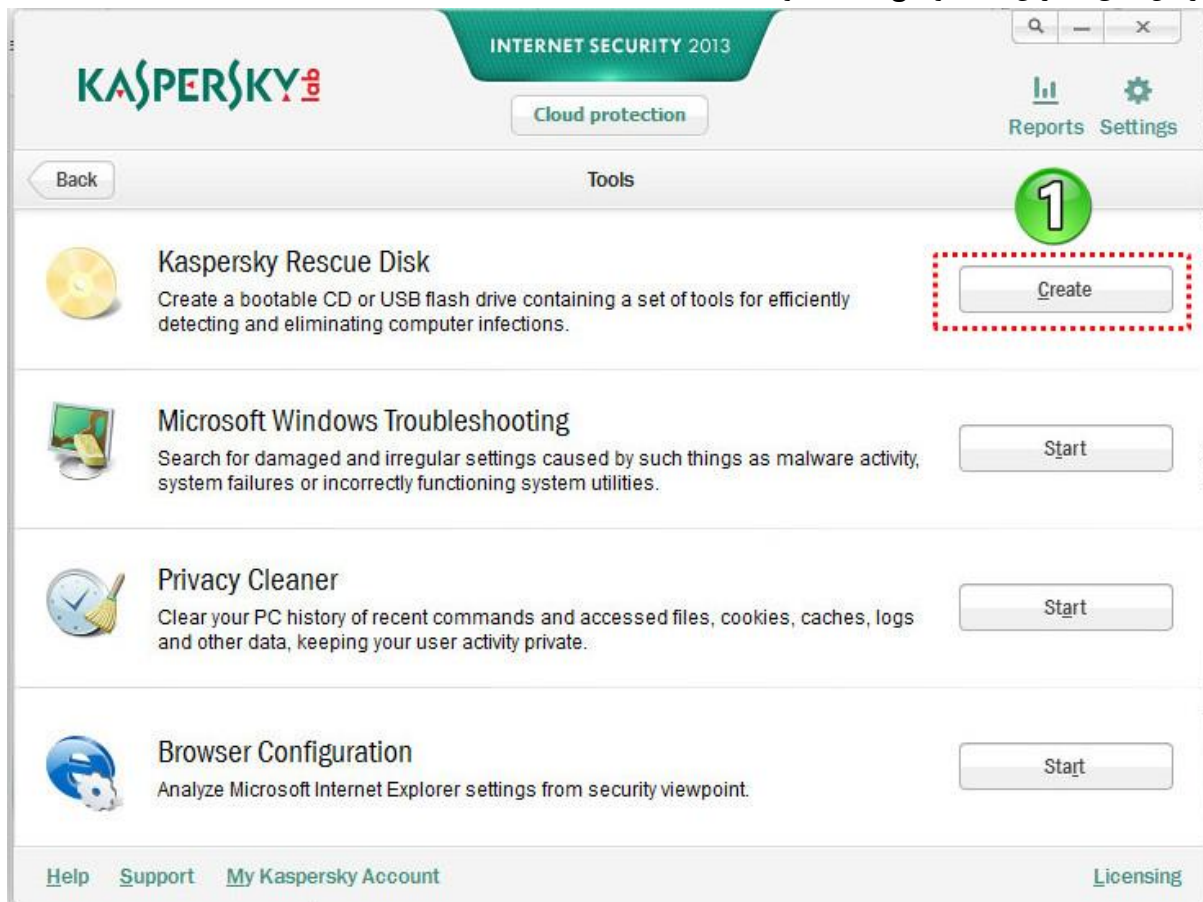 INTERNET SECURITY 2013
KASPERSKY lab
Cloud protection
Reports Settings
Back
Tools
1
Kaspersky Rescue Disk
Create a bootable CD or USB flash drive containing a set of tools for efficiently
detecting and eliminating computer infections.
Create
Microsoft Windows Troubleshooting
Search for damaged and irregular settings caused by such things as malware activity,
system failures or incorrectly functioning system utilities.
Start
Privacy Cleaner
Clear your PC history of recent commands and accessed files, cookies, caches, logs
and other data, keeping your user activity private.
Start
Browser Configuration
Analyze Microsoft Internet Explorer settings from security viewpoint.
Start
Help Support My Kaspersky Account Licensing